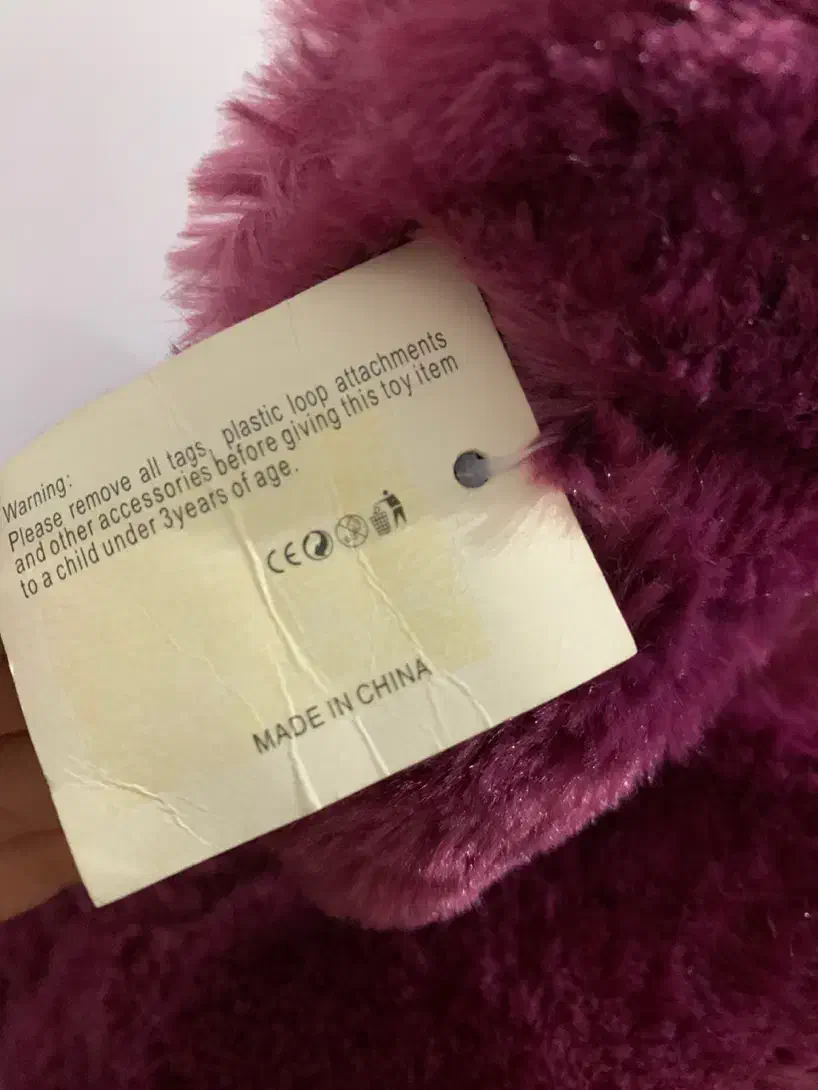 Warning:
Please remove all tags, plastic loop attachments
and other accessories before giving this toy item
to a child under 3years of age.
CE
MADE IN CHINA